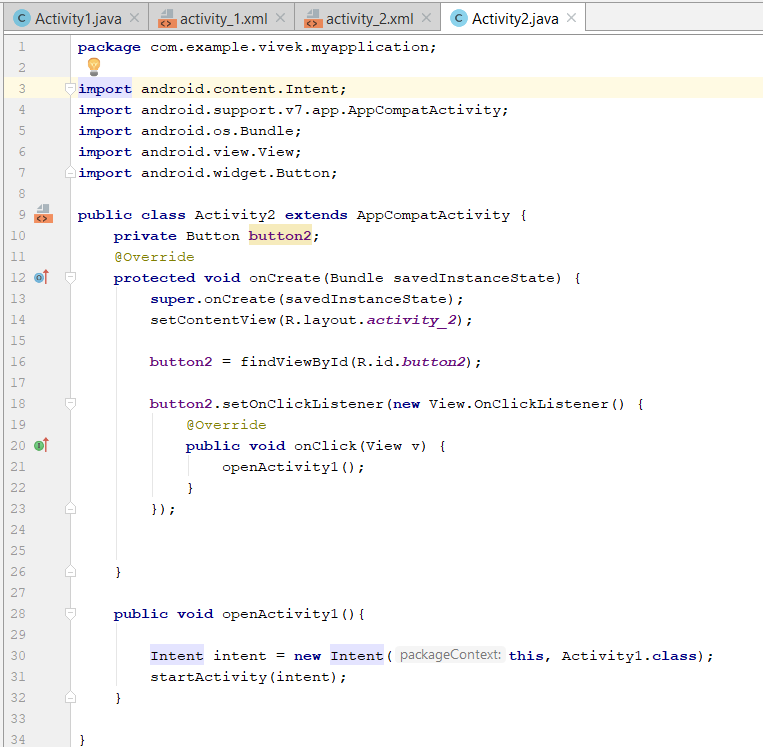 Activity1.java activity_1.xml activity_2.xml Activity2.java
1 package com.example.vivek.myapplication;
2
3 import android.content.Intent;
4 import android.support.v7.app.AppCompatActivity;
5 import android.os.Bundle;
6 import android.view.View;
7 import android.widget.Button;
8
9 public class Activity2 extends AppCompatActivity {
10 private Button button2;
11 @Override
12 protected void onCreate(Bundle savedInstanceState) {
13 super.onCreate(savedInstanceState);
14 setContentView(R.layout.activity_2);
15
16 button2 = findViewById(R.id.button2);
17
18 button2.setOnClickListener(new View.OnClickListener() {
19 @Override
20 public void onClick(View v) {
21 openActivity1();
22 }
23 });
24
25
26 }
27
28 public void openActivity1(){
29
30 Intent intent = new Intent( packageContext: this, Activity1.class);
31 startActivity(intent);
32 }
33
34 }